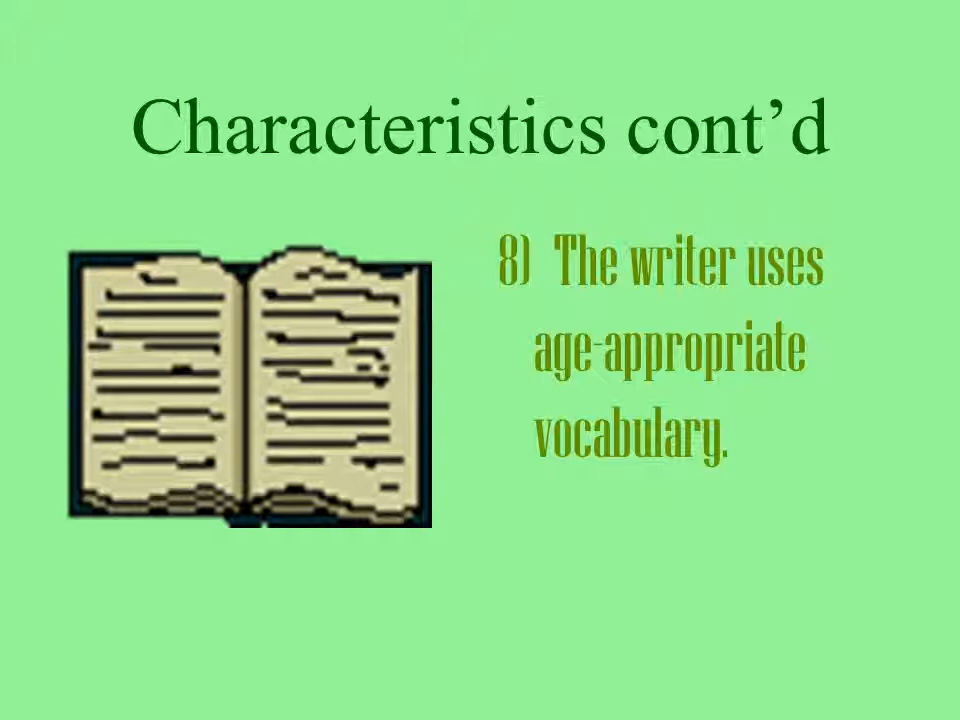 Characteristics cont’d
8) The writer uses
age-appropriate
vocabulary.